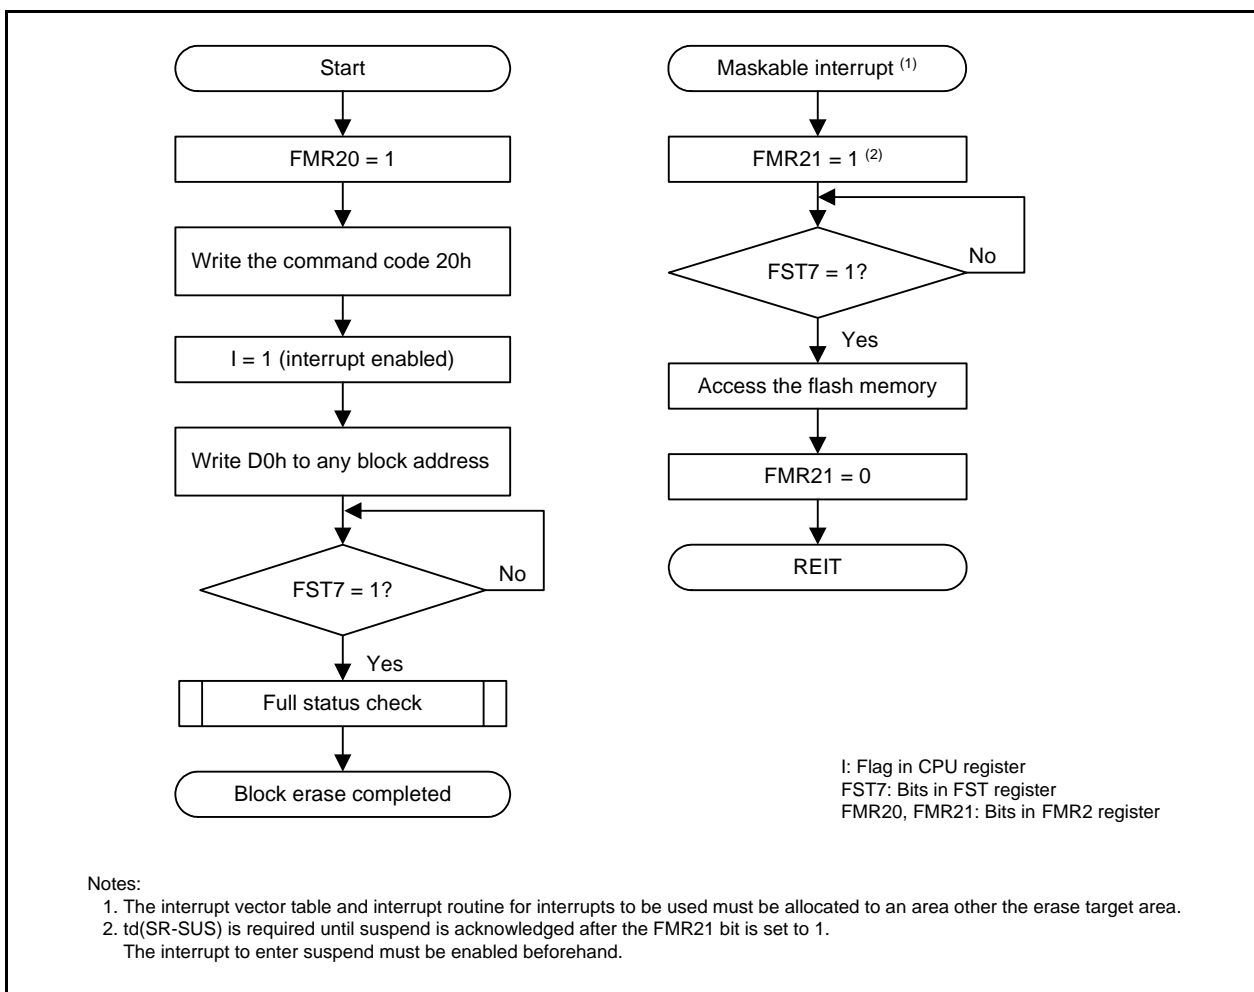 Start
FMR20 = 1
Write the command code 20h
I = 1 (interrupt enabled)
Write D0h to any block address
FST7 = 1?
No
Yes
Full status check
Block erase completed
Maskable interrupt (1)
FMR21 = 1 (2)
FST7 = 1?
No
Yes
Access the flash memory
FMR21 = 0
REIT
I: Flag in CPU register
FST7: Bits in FST register
FMR20, FMR21: Bits in FMR2 register
Notes:
1. The interrupt vector table and interrupt routine for interrupts to be used must be allocated to an area other the erase target area.
2. td(SR-SUS) is required until suspend is acknowledged after the FMR21 bit is set to 1.
The interrupt to enter suspend must be enabled beforehand.